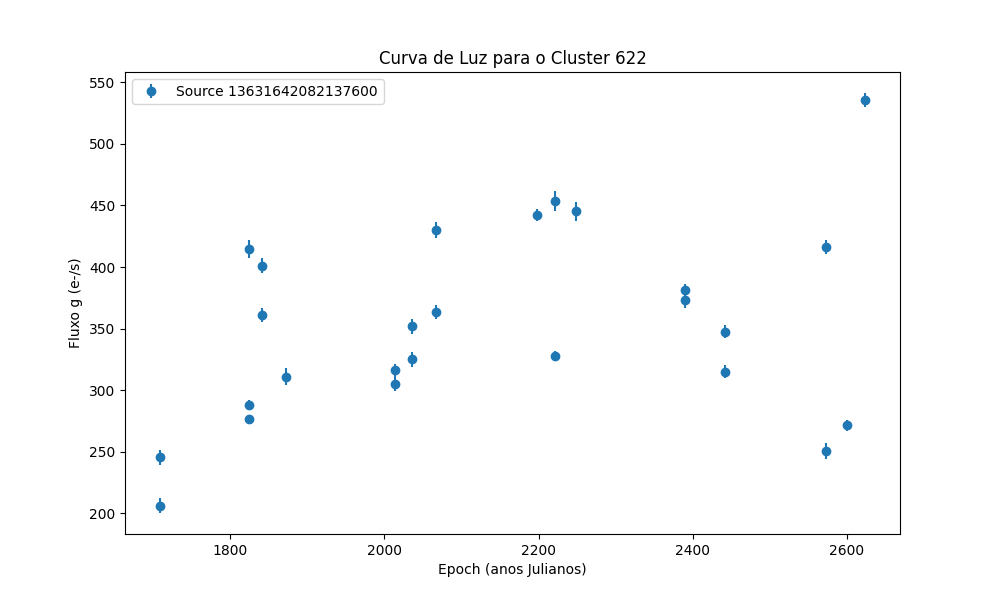 Curva de Luz para o Cluster 622
Source 13631642082137600
550
500
450
400
350
300
250
200
Fluxo g (e-/s)
1800 2000 2200 2400 2600
Epoch (anos Julianos)